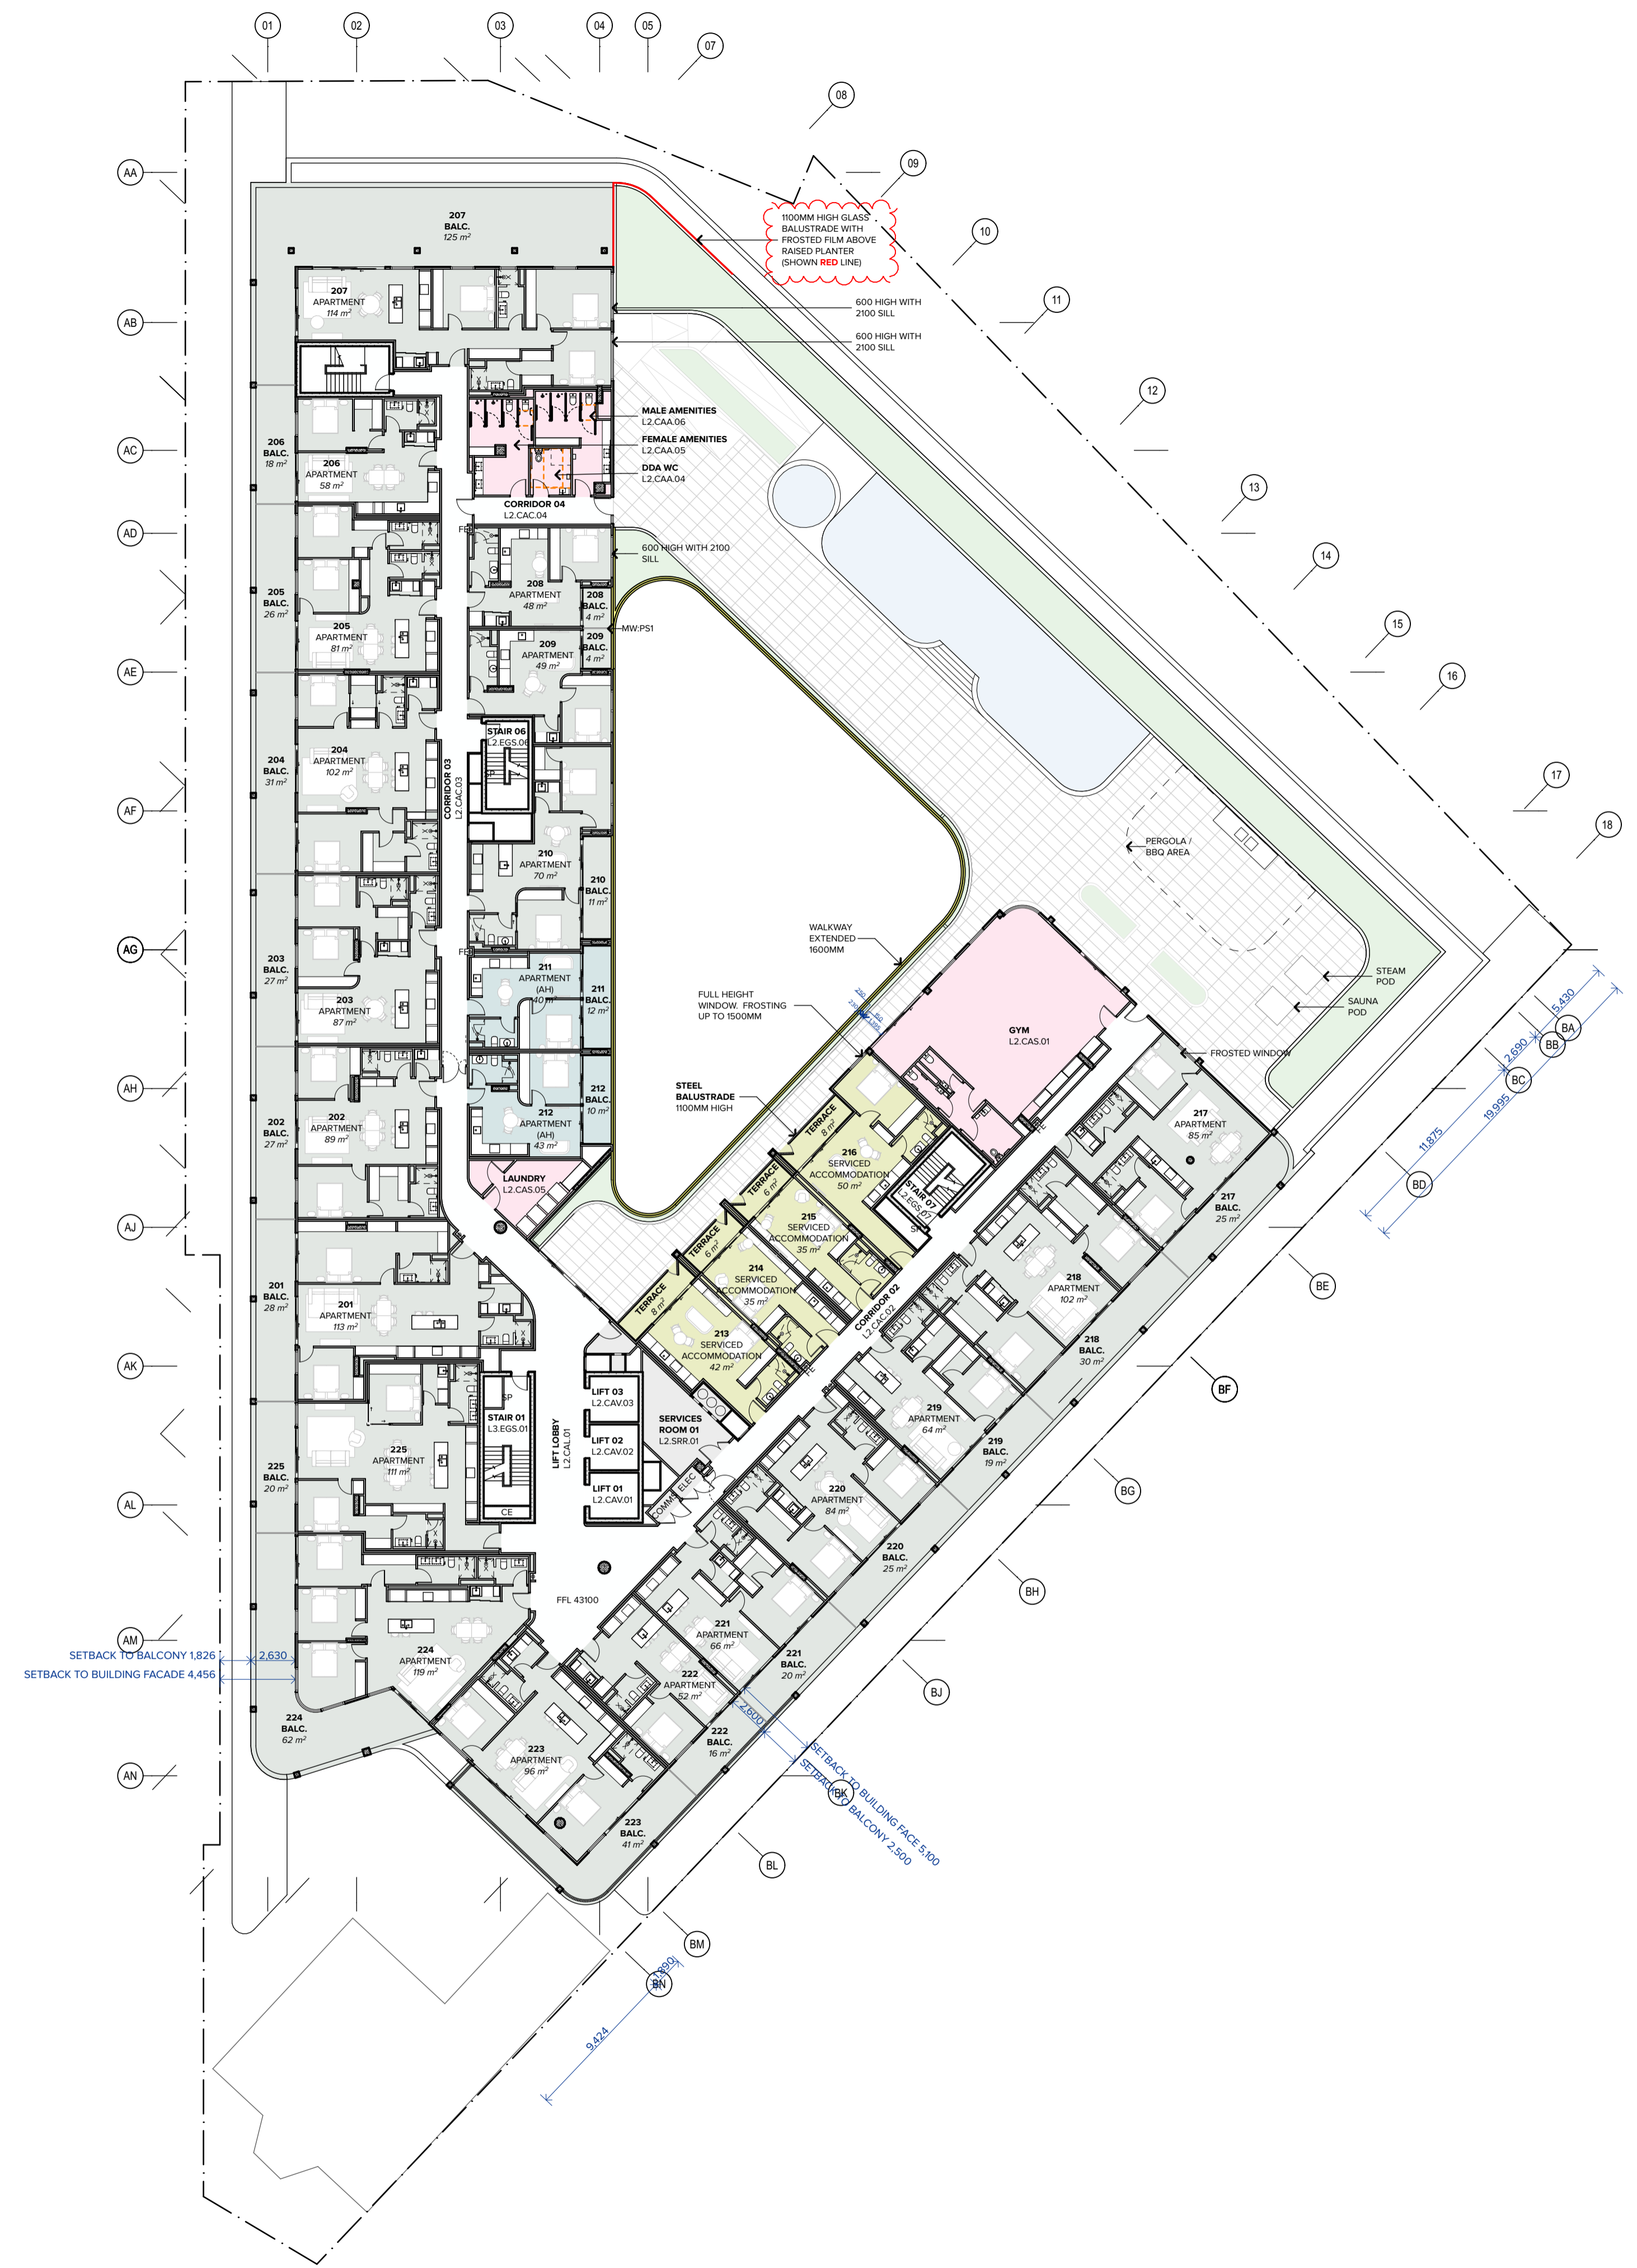 01
02
03
04
05
07
08
09
10
11
12
13
14
15
16
17
18
AA
AB
AC
AD
AE
AF
AG
AH
AJ
AK
AL
AM
AN
BA
BB
BC
BD
BE
BF
BG
BH
BJ
BK
BL
BM
BN
1100MM HIGH GLASS
BALUSTRADE WITH
FROSTED FILM ABOVE
RAISED PLANTER
(SHOWN RED LINE)
600 HIGH WITH
2100 SILL
600 HIGH WITH
2100 SILL
207
BALC.
125 m²
207
APARTMENT
114 m²
MALE AMENITIES
L2.CAA.06
FEMALE AMENITIES
L2.CAA.05
DDA WC
L2.CAA.04
206
BALC.
18 m²
206
APARTMENT
58 m²
CORRIDOR 04
L2.CAC.04
600 HIGH WITH 2100
SILL
205
BALC.
26 m²
205
APARTMENT
81 m²
208
APARTMENT
48 m²
208
BALC.
4 m²
MW:PS1
209
BALC.
4 m²
209
APARTMENT
49 m²
STAIR 06
L2.EGS.06
SP
204
BALC.
31 m²
204
APARTMENT
102 m²
CORRIDOR 03
L2.CAC.03
210
APARTMENT
70 m²
210
BALC.
11 m²
PERGOLA /
BBQ AREA
203
BALC.
27 m²
203
APARTMENT
87 m²
211
APARTMENT
(AH)
40 m²
211
BALC.
12 m²
WALKWAY
EXTENDED
1600MM
STEAM
POD
SAUNA
POD
FULL HEIGHT
WINDOW. FROSTING
UP TO 1500MM
GYM
L2.CAS.01
FROSTED WINDOW
202
BALC.
27 m²
202
APARTMENT
89 m²
212
APARTMENT
(AH)
43 m²
212
BALC.
10 m²
STEEL
BALUSTRADE
1100MM HIGH
LAUNDRY
L2.CAS.05
TERRACE
8 m²
TERRACE
6 m²
TERRACE
6 m²
TERRACE
8 m²
216
SERVICED
ACCOMMODATION
50 m²
215
SERVICED
ACCOMMODATION
35 m²
214
SERVICED
ACCOMMODATION
35 m²
213
SERVICED
ACCOMMODATION
42 m²
STAIR 07
L2.EGS.07
CORRIDOR 02
L2.CAC.02
217
APARTMENT
85 m²
217
BALC.
25 m²
218
APARTMENT
102 m²
218
BALC.
30 m²
219
APARTMENT
64 m²
219
BALC.
19 m²
220
APARTMENT
84 m²
220
BALC.
25 m²
221
APARTMENT
66 m²
221
BALC.
20 m²
222
APARTMENT
52 m²
222
BALC.
16 m²
223
APARTMENT
96 m²
223
BALC.
41 m²
201
BALC.
28 m²
201
APARTMENT
113 m²
225
BALC.
20 m²
225
APARTMENT
111 m²
SP
STAIR 01
L3.EGS.01
CE
LIFT LOBBY
L2.CAL.01
LIFT 03
L2.CAV.03
LIFT 02
L2.CAV.02
LIFT 01
L2.CAV.01
SERVICES
ROOM 01
L2.SRR.01
COMMS
ELEC
FFL 43100
224
APARTMENT
119 m²
224
BALC.
62 m²
SETBACK TO BALCONY 1,826
2,630
SETBACK TO BUILDING FACADE 4,456
2,600
SETBACK TO BUILDING FACE 5,100
SETBACK TO BALCONY 2,500
5,430
2,690
11,875
19,995
9,424